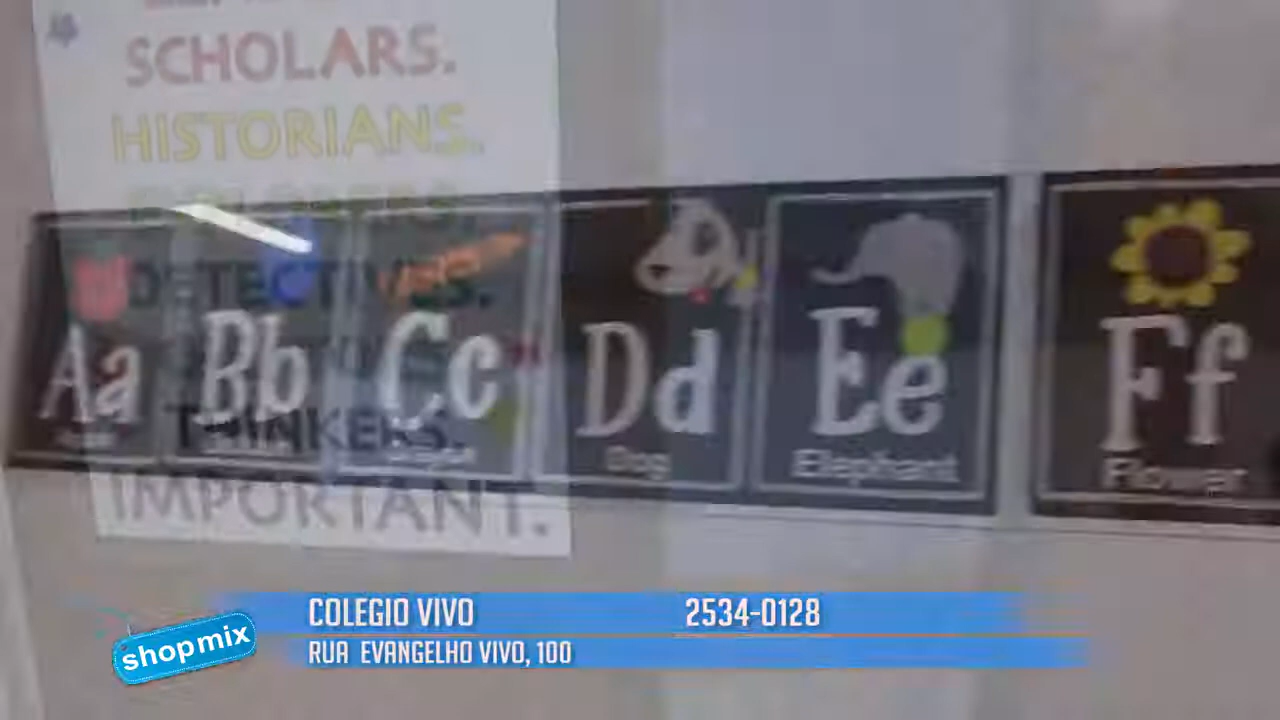 SCHOLARS.
HISTORIANS.
EXPLORERS.
DETECTIVES.
THINKERS.
IMPORTANT.
Aa Bb Cc Dd Ee Ff
Dog Elephant Flower
COLEGIO VIVO 2534-0128
RUA EVANGELHO VIVO, 100
shopmix